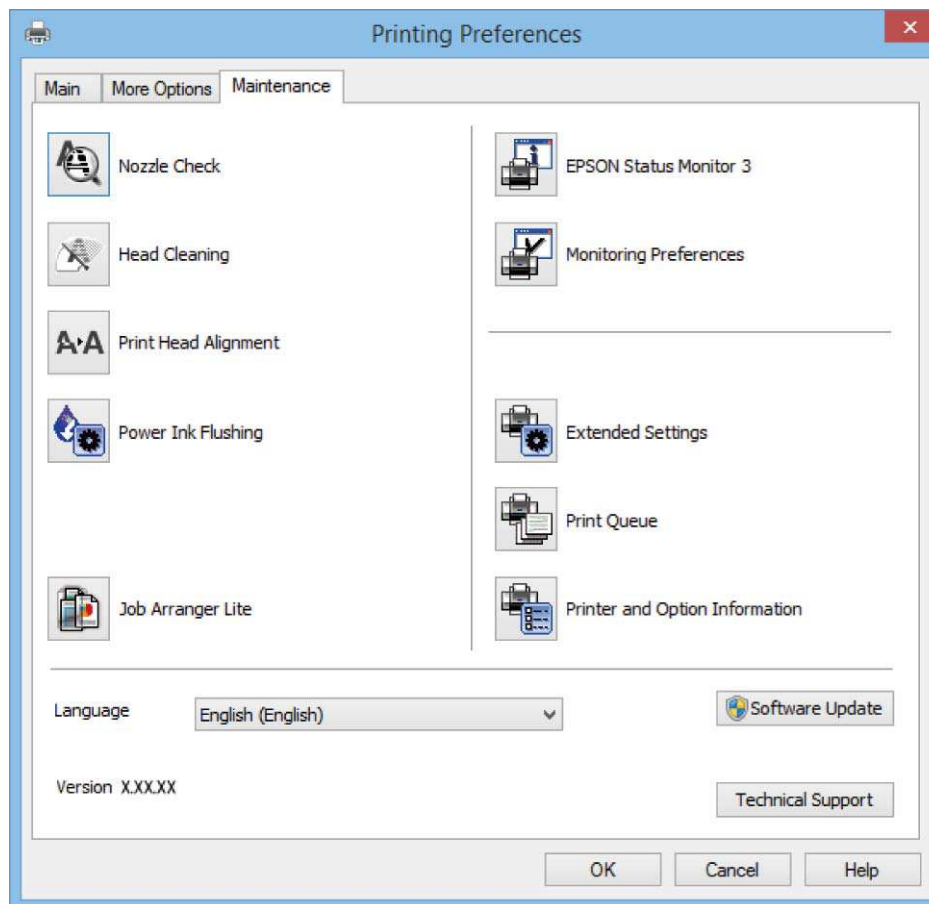 Printing Preferences
Main
More Options
Maintenance
Nozzle Check
Head Cleaning
A A Print Head Alignment
Power Ink Flushing
Job Arranger Lite
EPSON Status Monitor 3
Monitoring Preferences
Extended Settings
Print Queue
Printer and Option Information
Language
English (English)
Software Update
Version X.XX.XX
Technical Support
OK
Cancel
Help